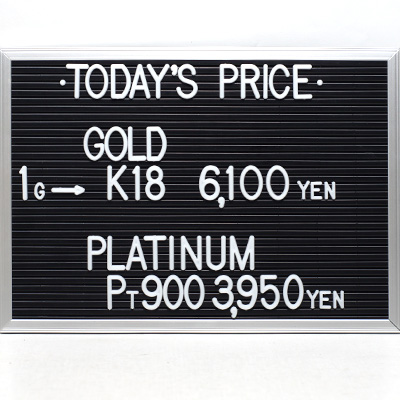 ·TODAY'S PRICE·
GOLD
1G→ K18 6,100 YEN
PLATINUM
PT900 3,950 YEN